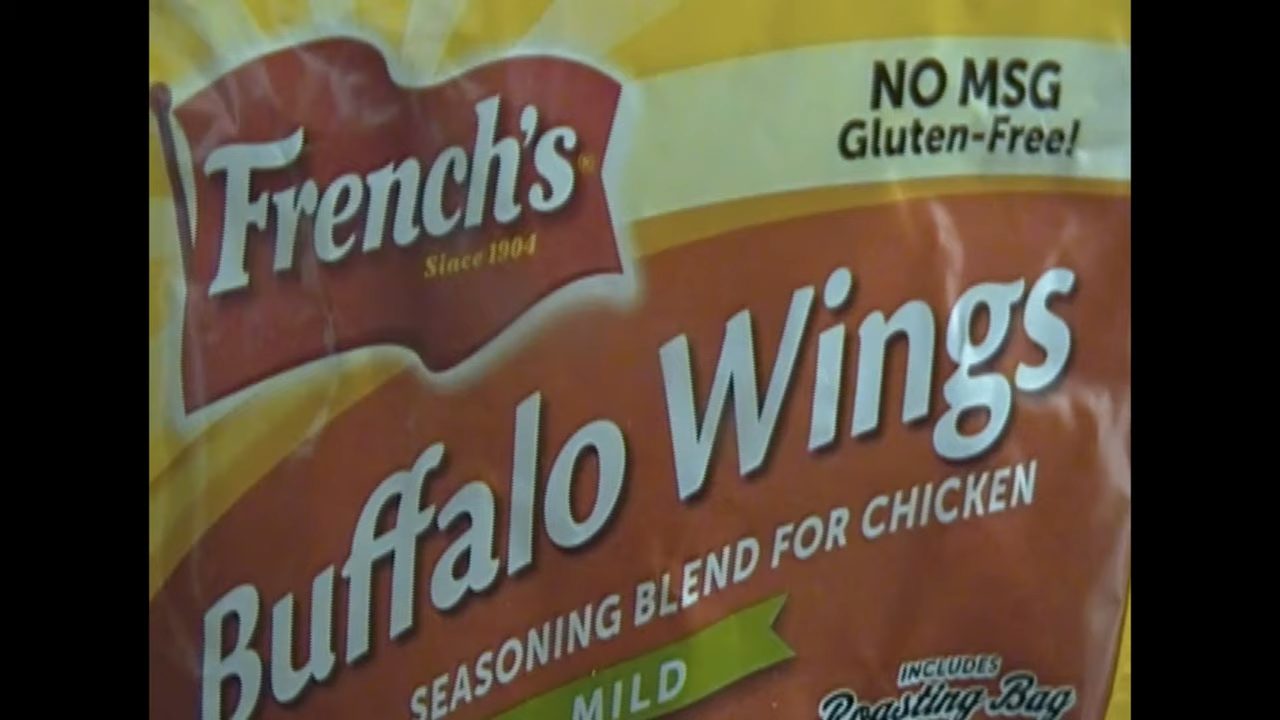 French's®
Since 1904
NO MSG
Gluten-Free!
Buffalo Wings
SEASONING BLEND FOR CHICKEN
MILD
INCLUDES
Roasting Bag